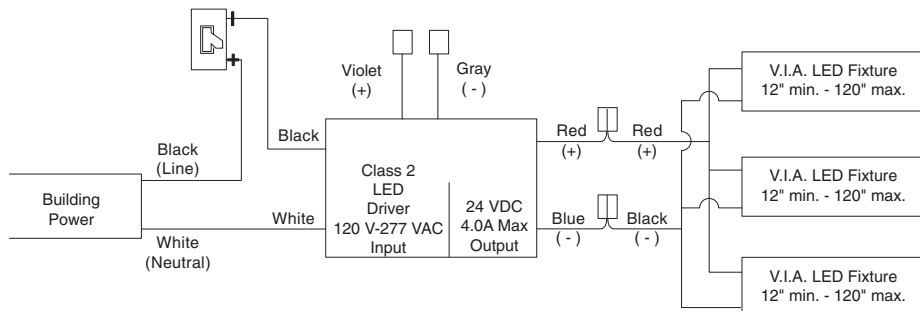 Violet
(+)
Gray
( - )
Black
(Line)
Black
Building
Power
White
(Neutral)
White
Class 2
LED
Driver
120 V-277 VAC
Input
24 VDC
4.0A Max
Output
Red
(+)
Red
(+)
Blue
( - )
Black
( - )
V.I.A. LED Fixture
12" min. - 120" max.
V.I.A. LED Fixture
12" min. - 120" max.
V.I.A. LED Fixture
12" min. - 120" max.